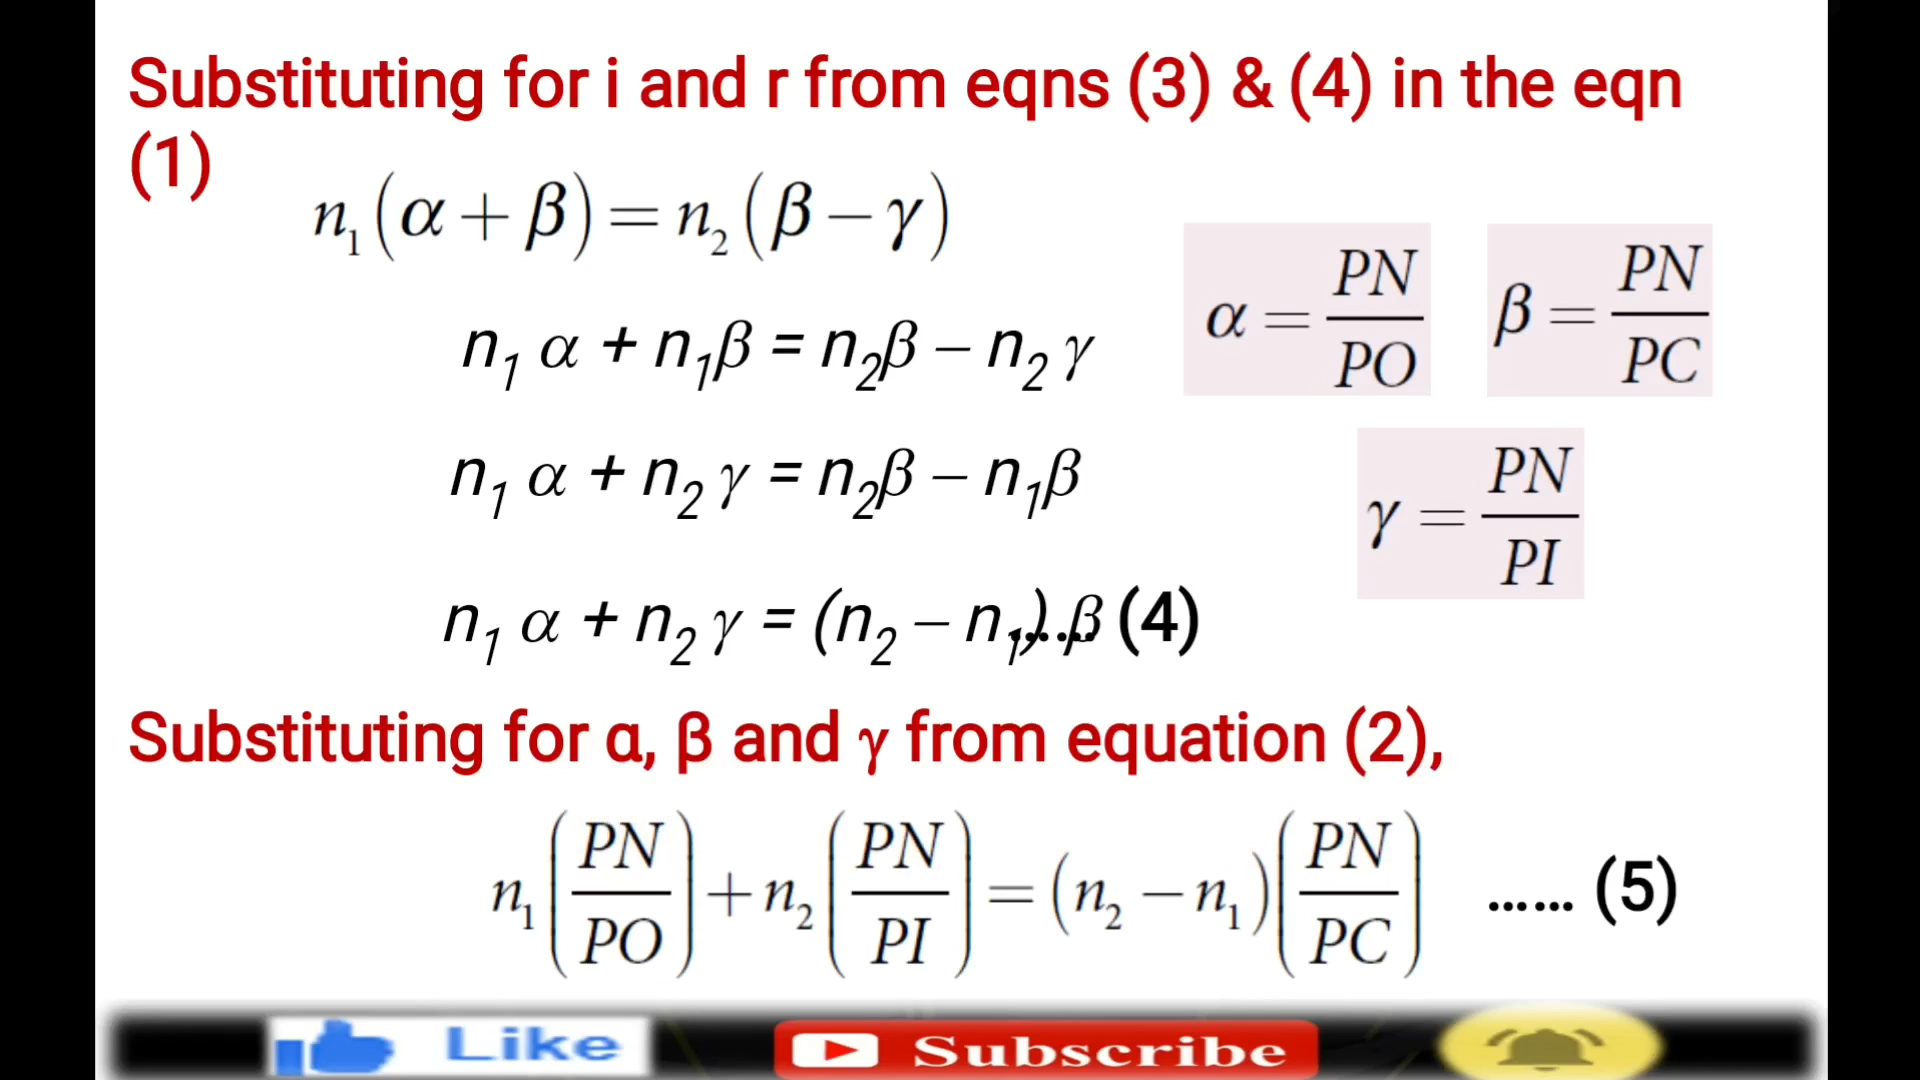 Substituting for i and r from eqns (3) & (4) in the eqn
(1)
n₁(α + β) = n₂(β − γ)
α = PN/PO
β = PN/PC
n₁ α + n₁β = n₂β – n₂ γ
n₁ α + n₂ γ = n₂β – n₁β
γ = PN/PI
n₁ α + n₂ γ = (n₂ – n₁) β ...... (4)
Substituting for α, β and γ from equation (2),
n₁(PN/PO) + n₂(PN/PI) = (n₂ − n₁)(PN/PC) ...... (5)
Like
Subscribe